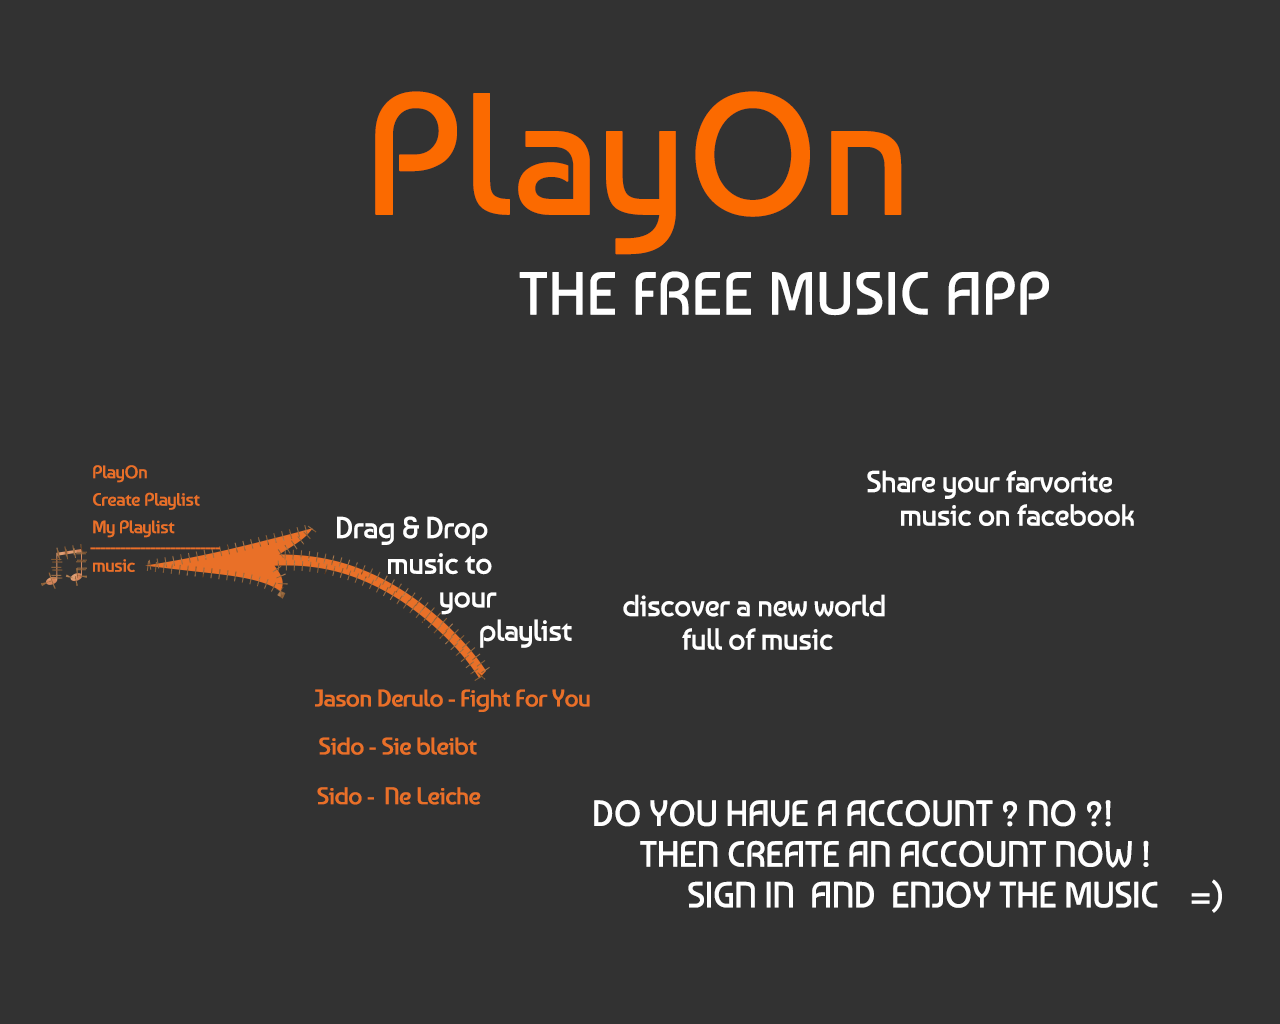 PlayOn
THE FREE MUSIC APP
PlayOn
Create Playlist
My Playlist
music
Drag & Drop
music to
your
playlist
Share your farvorite
music on facebook
discover a new world
full of music
Jason Derulo - Fight For You
Sido - Sie bleibt
Sido - Ne Leiche
DO YOU HAVE A ACCOUNT ? NO ?!
THEN CREATE AN ACCOUNT NOW !
SIGN IN AND ENJOY THE MUSIC =)